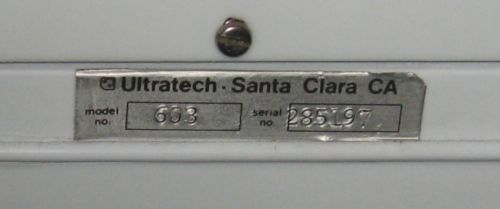 Ultratech · Santa Clara CA
model no. 603 serial no. 285197